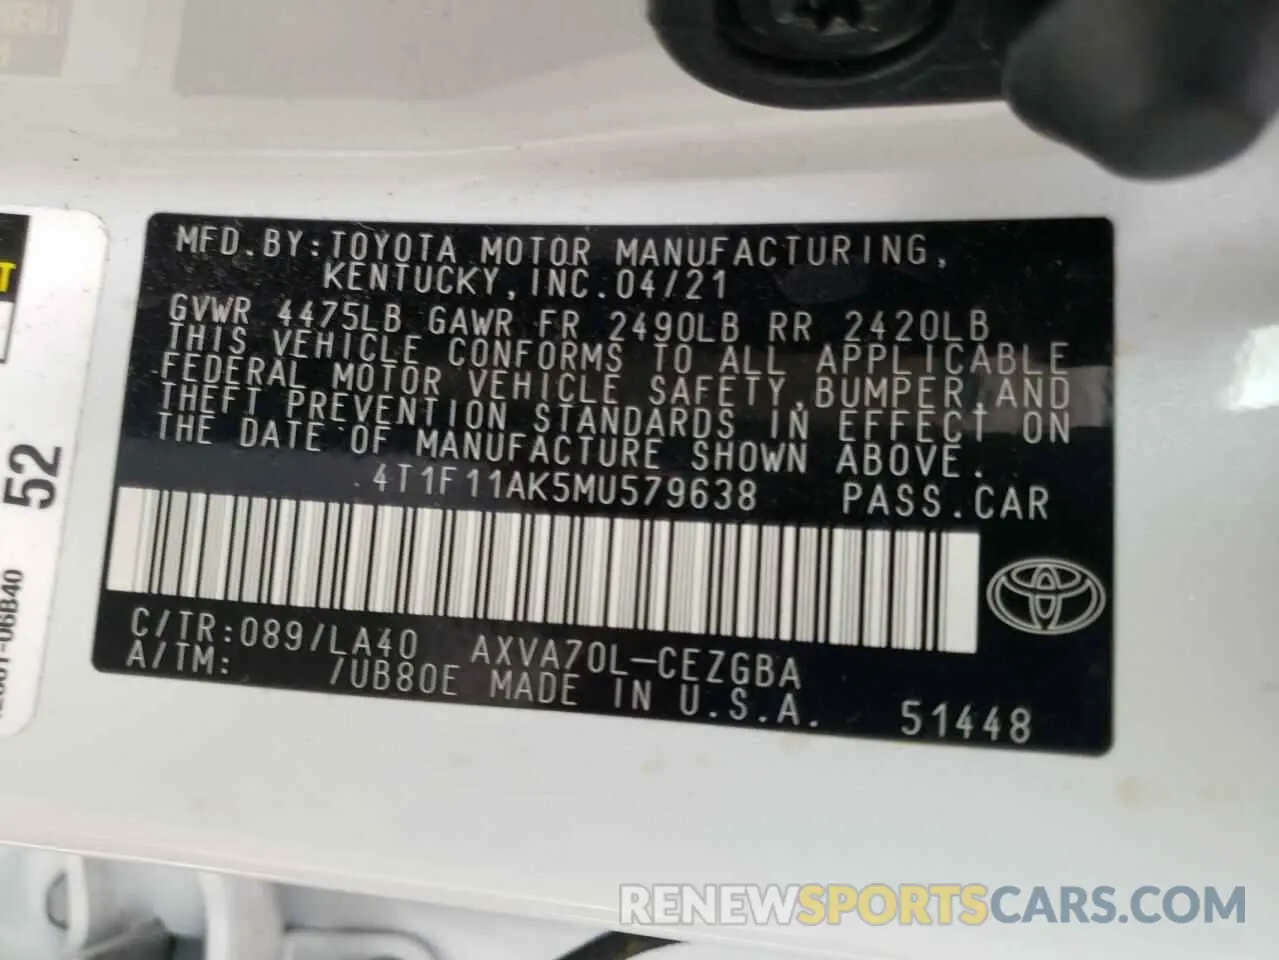 MFD.BY:TOYOTA MOTOR MANUFACTURING,
KENTUCKY,INC.04/21
GVWR 4475LB GAWR FR 2490LB RR 2420LB
THIS VEHICLE CONFORMS TO ALL APPLICABLE
FEDERAL MOTOR VEHICLE SAFETY,BUMPER,AND
THEFT PREVENTION STANDARDS IN EFFECT ON
THE DATE OF MANUFACTURE SHOWN ABOVE.
4T1F11AK5MU579638 PASS.CAR
C/TR:089/LA40 AXVA70L-CEZGBA
A/TM: /UB80E MADE IN U.S.A. 51448
52
RENEWSPORTSCARS.COM